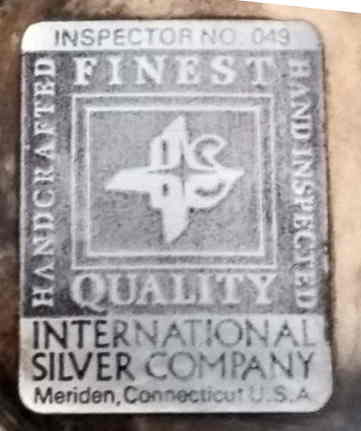 INSPECTOR NO. 049
FINEST
HANDCRAFTED
HAND INSPECTED
QUALITY
INTERNATIONAL
SILVER COMPANY
Meriden, Connecticut U.S.A.